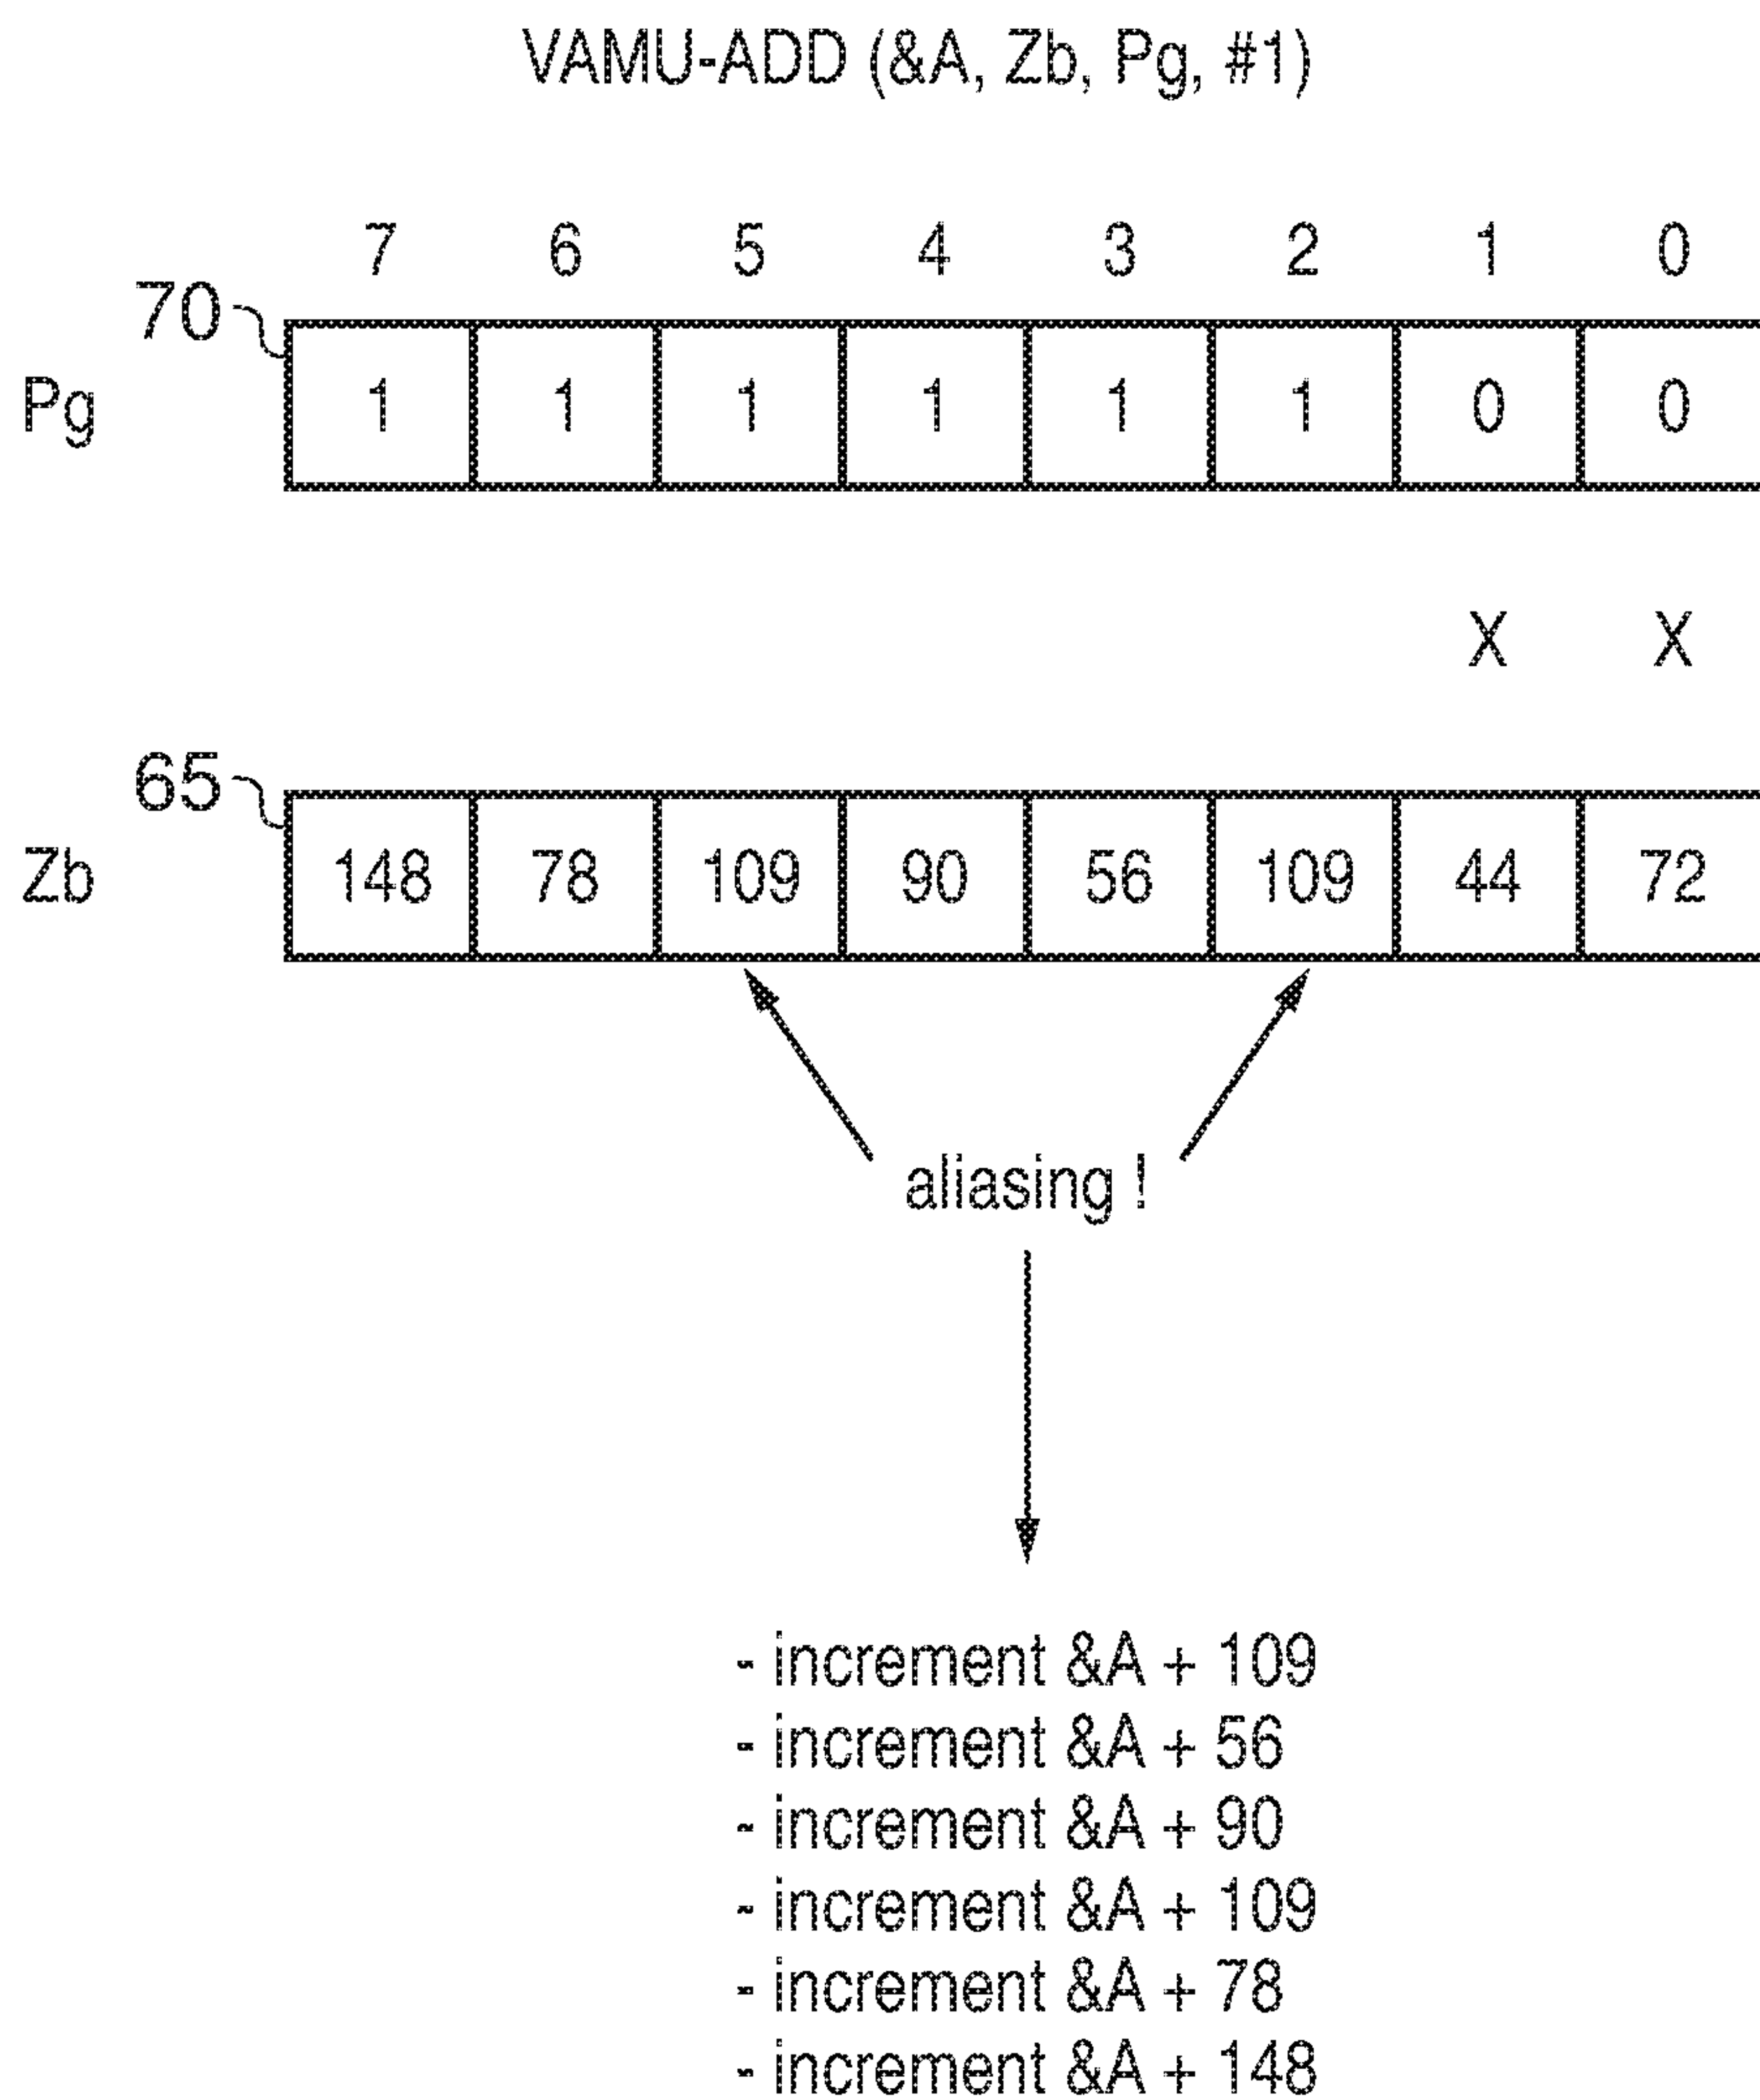 VAMU-ADD (&A, Zb, Pg, #1)
7 6 5 4 3 2 1 0
70
Pg 1 1 1 1 1 1 0 0
X X
65
Zb 148 78 109 90 56 109 44 72
aliasing !
- increment &A + 109
- increment &A + 56
- increment &A + 90
- increment &A + 109
- increment &A + 78
- increment &A + 148